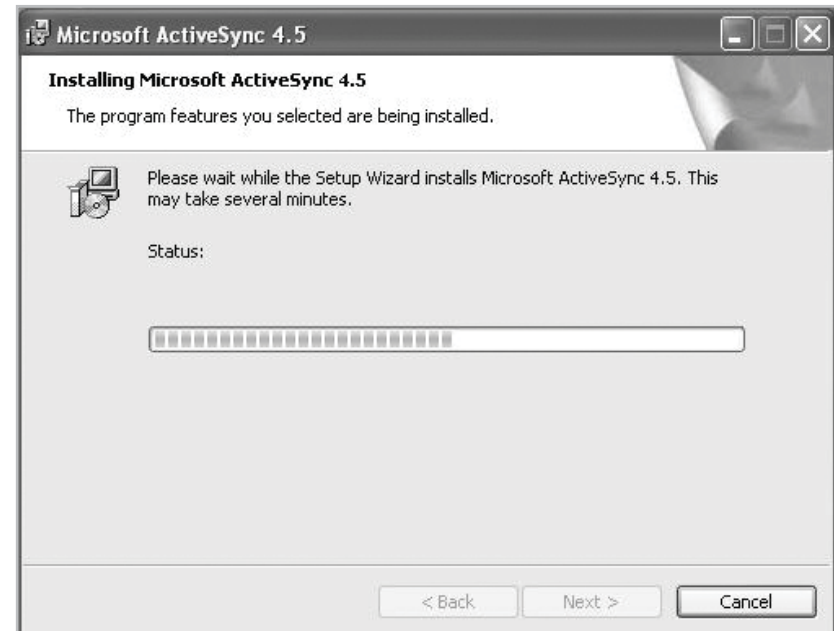 Microsoft ActiveSync 4.5
Installing Microsoft ActiveSync 4.5
The program features you selected are being installed.
Please wait while the Setup Wizard installs Microsoft ActiveSync 4.5. This
may take several minutes.
Status:
< Back Next > Cancel